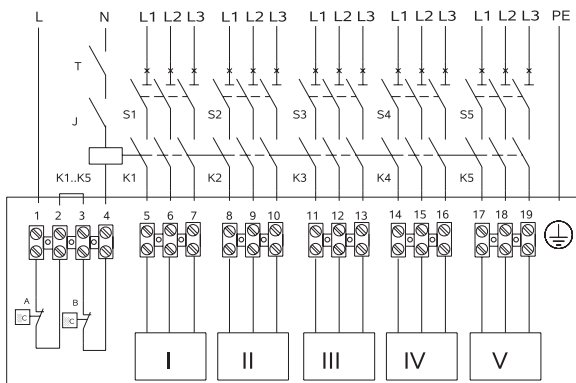 L N L1 L2 L3 L1 L2 L3 L1 L2 L3 L1 L2 L3 L1 L2 L3 PE
T
S1 S2 S3 S4 S5
J
K1..K5 K1 K2 K3 K4 K5
1 2 3 4 5 6 7 8 9 10 11 12 13 14 15 16 17 18 19
A B
C C
I II III IV V